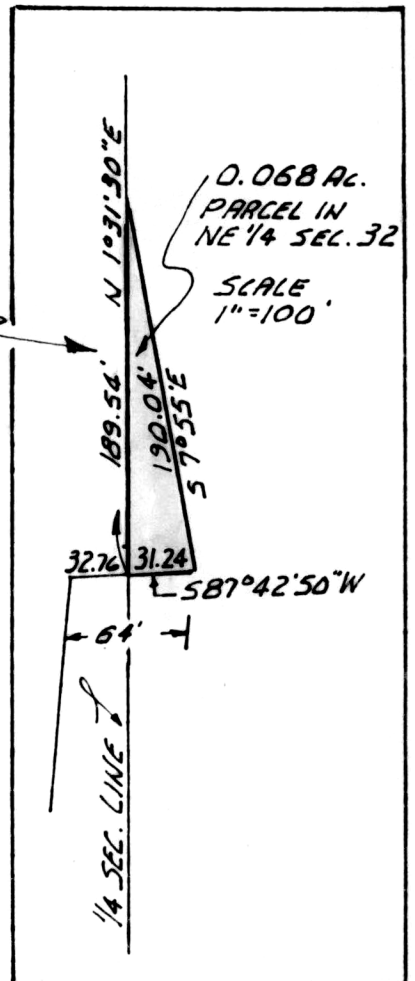 0.068 AC.
PARCEL IN
NE 1/4 SEC. 32
SCALE
1"=100'
N 1°31'30"E
189.54'
190.04'
S 7°55'E
32.76'
31.24
S87°42'50"W
64'
1/4 SEC. LINE